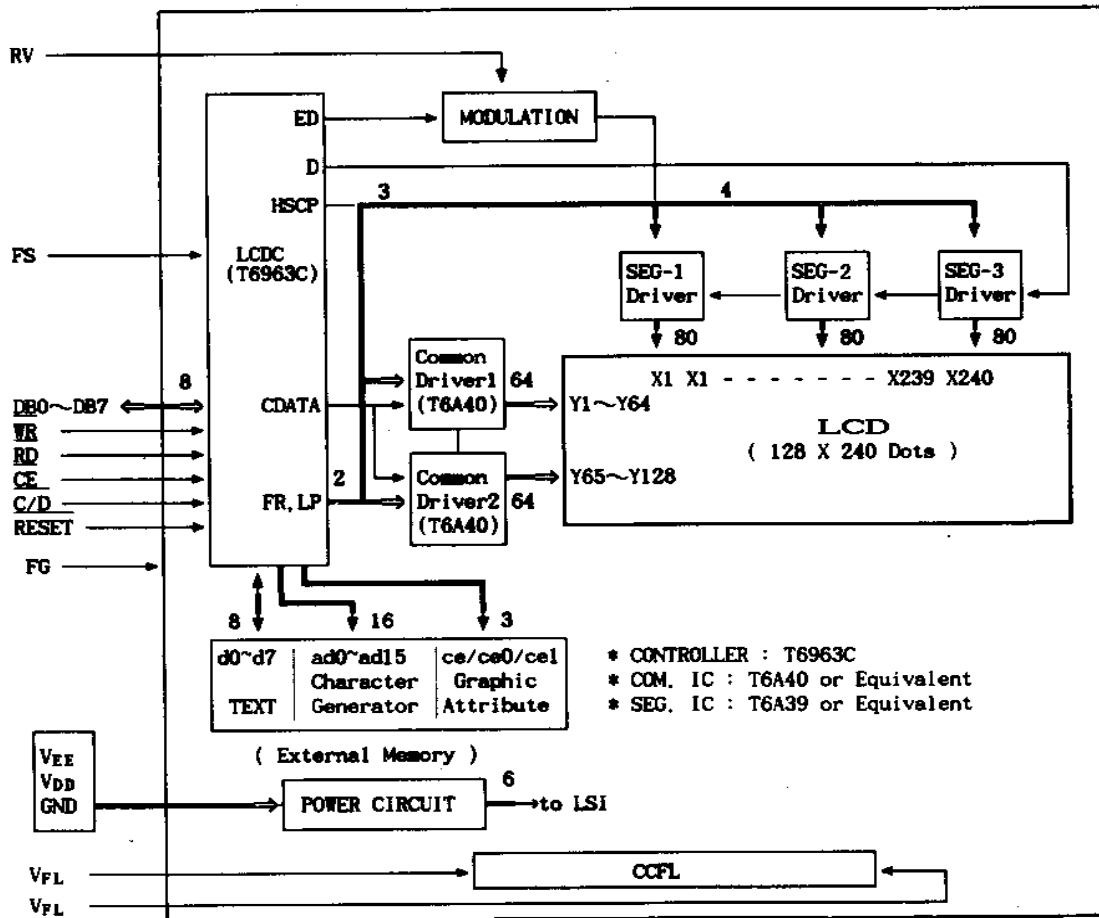 RV
ED
MODULATION
D
3
4
HSCP
FS
LCDC
(T6963C)
SEG-1
Driver
SEG-2
Driver
SEG-3
Driver
80
80
80
Common
Driver1
(T6A40)
64
X1 X1 - - - - - - - X239 X240
8
DB0~DB7
CDATA
Y1~Y64
LCD
( 128 X 240 Dots )
WR
RD
CE
C/D
RESET
2
FR,LP
Common
Driver2
(T6A40)
64
Y65~Y128
FG
8
16
3
d0~d7
TEXT
ad0~ad15
Character
Generator
ce/ce0/ce1
Graphic
Attribute
* CONTROLLER : T6963C
* COM. IC : T6A40 or Equivalent
* SEG. IC : T6A39 or Equivalent
( External Memory )
VEE
VDD
GND
POWER CIRCUIT
6
to LSI
VFL
CCFL
VFL